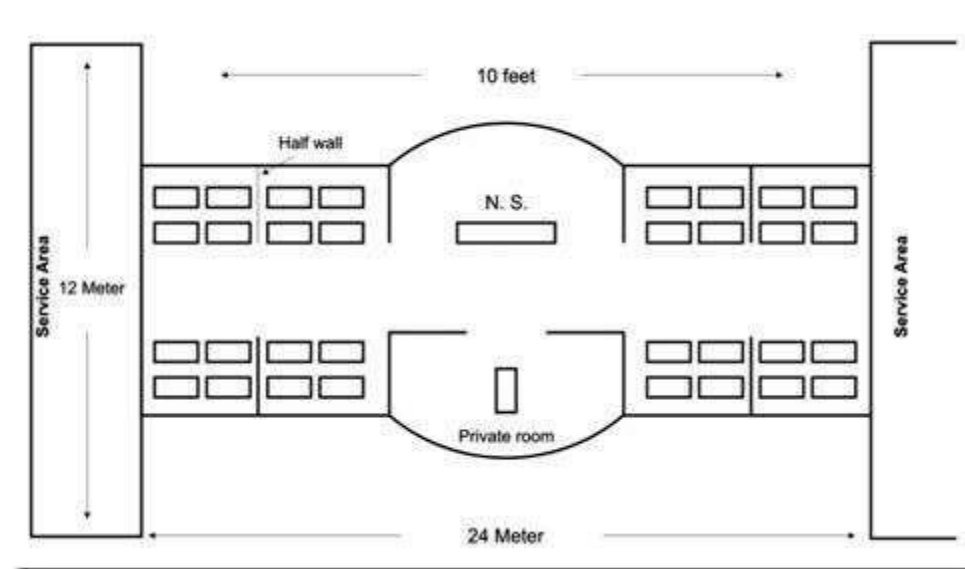 10 feet
Half wall
N. S.
Service Area
12 Meter
Service Area
Private room
24 Meter